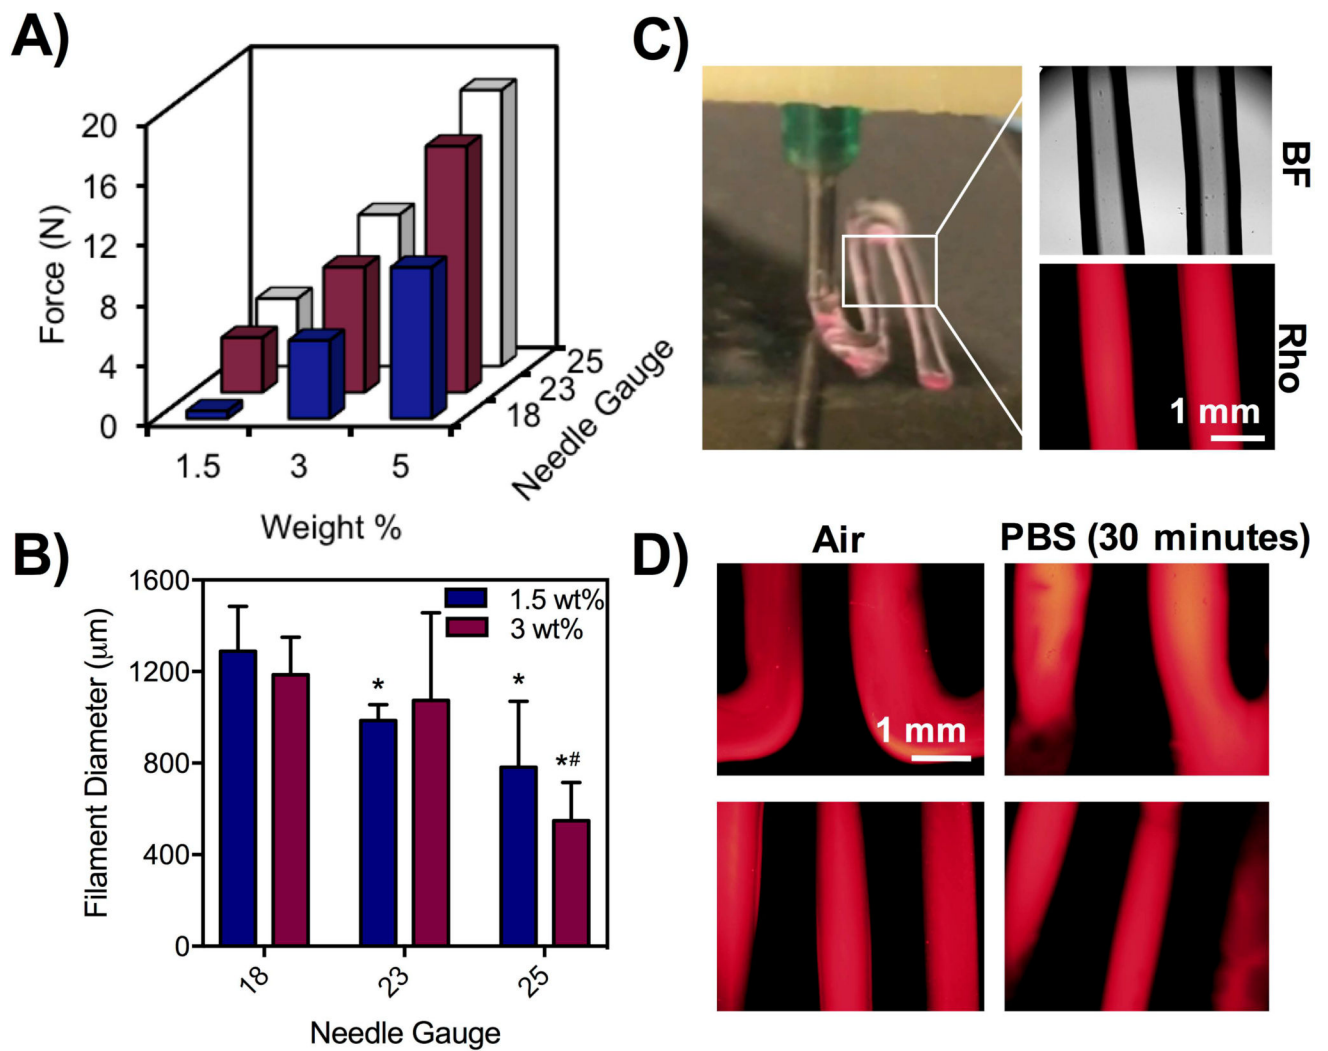 A)
20
16
12
8
4
0
Force (N)
1.5
3
5
Weight %
18
23
25
Needle Gauge
B)
1600
1200
800
400
0
Filament Diameter (μm)
1.5 wt%
3 wt%
*
*
*#
18
23
25
Needle Gauge
C)
BF
Rho
1 mm
D)
Air
PBS (30 minutes)
1 mm